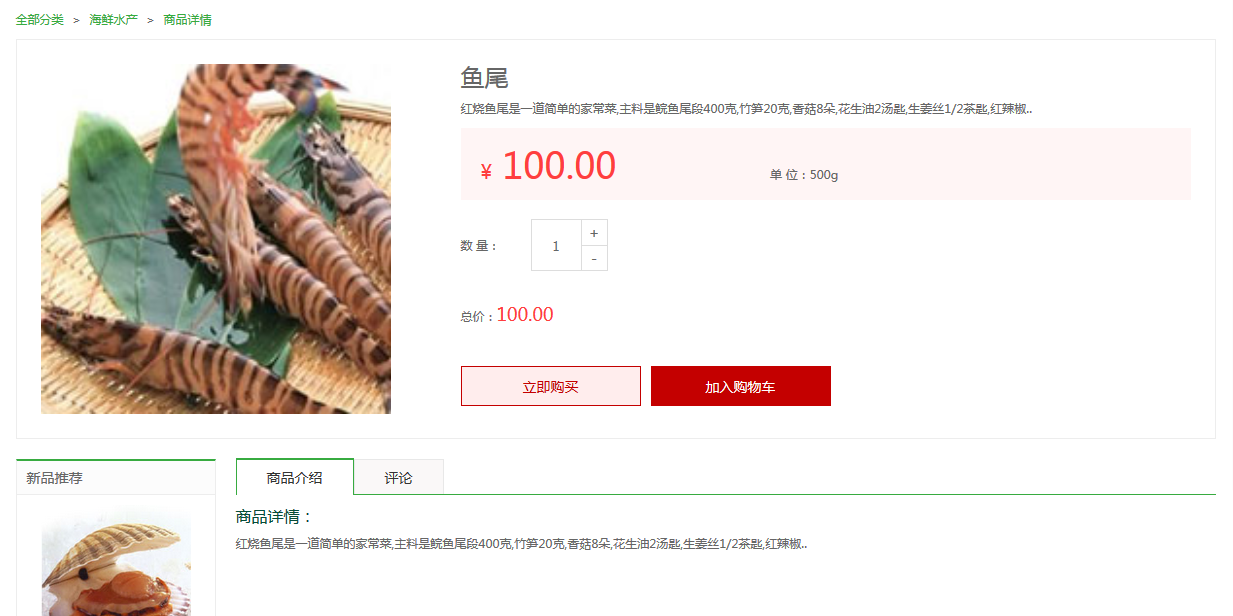 全部分类 > 海鲜水产 > 商品详情
鱼尾
红烧鱼尾是一道简单的家常菜,主料是鲩鱼尾段400克,竹笋20克,香菇8朵,花生油2汤匙,生姜丝1/2茶匙,红辣椒..
¥ 100.00
单 位 : 500g
数 量 : 1 + -
总价 : 100.00
立即购买 加入购物车
新品推荐
商品介绍 评论
商品详情 :
红烧鱼尾是一道简单的家常菜,主料是鲩鱼尾段400克,竹笋20克,香菇8朵,花生油2汤匙,生姜丝1/2茶匙,红辣椒..